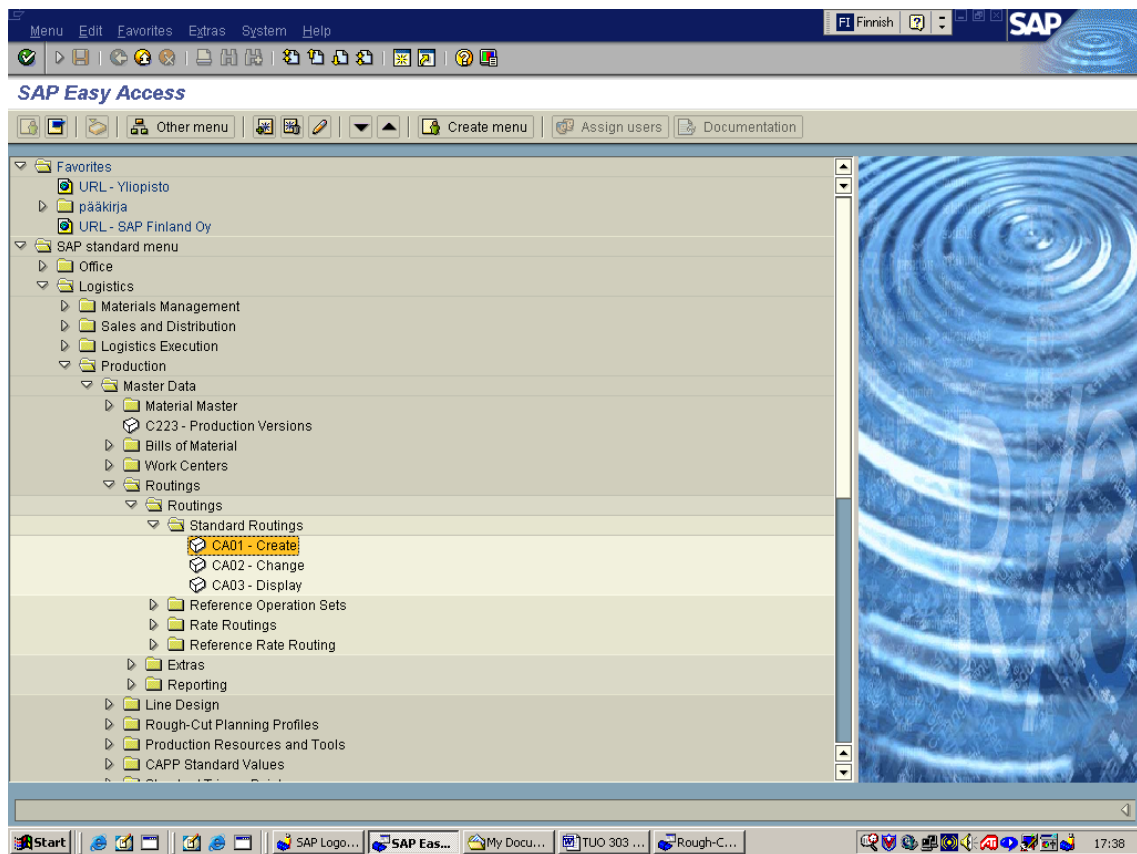 Menu Edit Favorites Extras System Help
FI Finnish
SAP
SAP Easy Access
Other menu Create menu Assign users Documentation
Favorites
URL - Yliopisto
pääkirja
URL - SAP Finland Oy
SAP standard menu
Office
Logistics
Materials Management
Sales and Distribution
Logistics Execution
Production
Master Data
Material Master
C223 - Production Versions
Bills of Material
Work Centers
Routings
Routings
Standard Routings
CA01 - Create
CA02 - Change
CA03 - Display
Reference Operation Sets
Rate Routings
Reference Rate Routing
Extras
Reporting
Line Design
Rough-Cut Planning Profiles
Production Resources and Tools
CAPP Standard Values
R/3
Start SAP Logo... SAP Eas... My Docu... TUO 303 ... Rough-C... 17:38